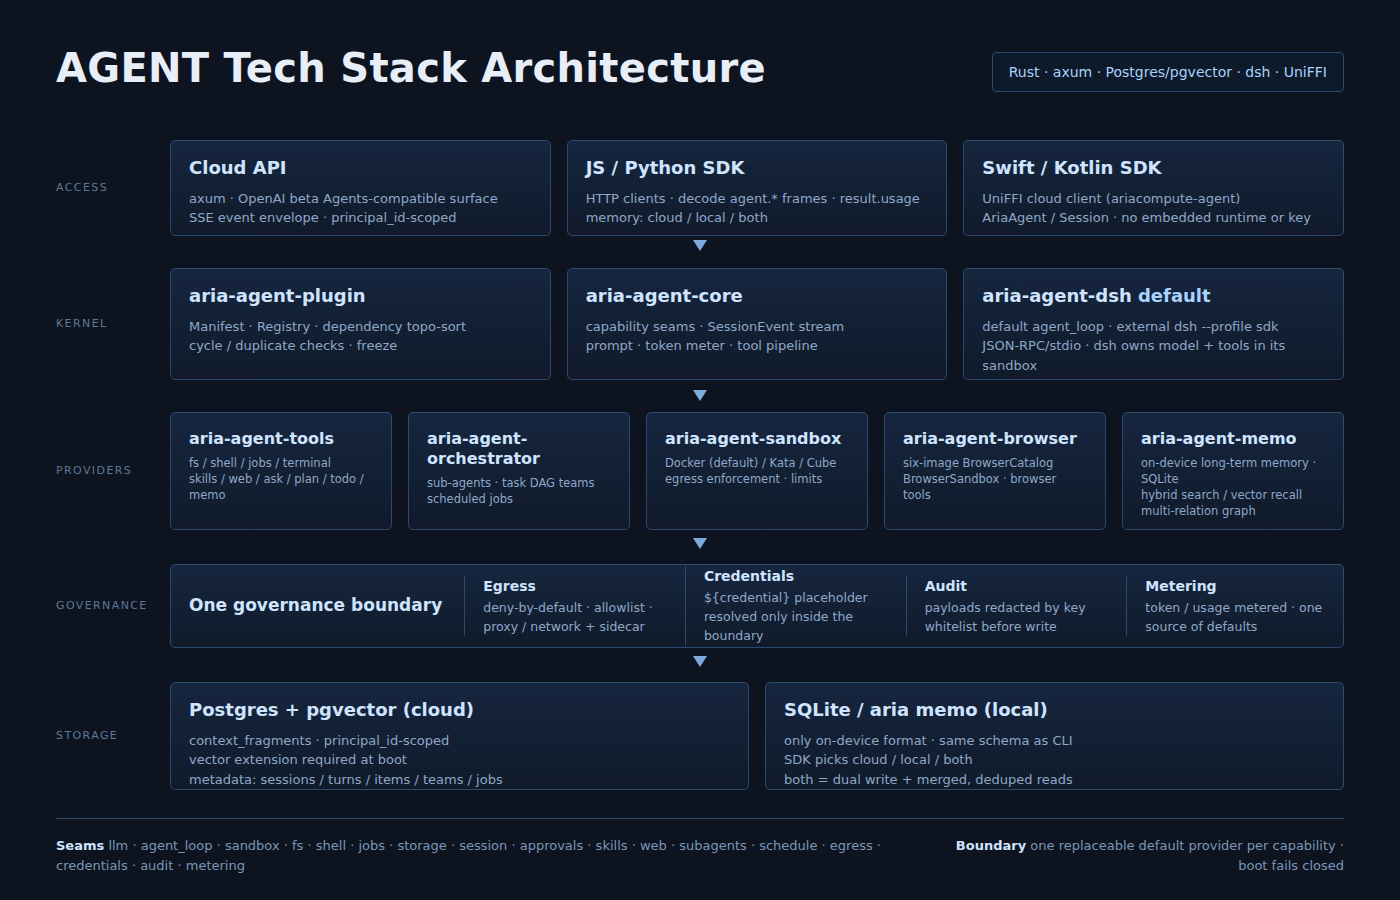 AGENT Tech Stack Architecture
Rust · axum · Postgres/pgvector · dsh · UniFFI
ACCESS
Cloud API
axum · OpenAI beta Agents-compatible surface
SSE event envelope · principal_id-scoped
JS / Python SDK
HTTP clients · decode agent.* frames · result.usage
memory: cloud / local / both
Swift / Kotlin SDK
UniFFI cloud client (ariacompute-agent)
AriaAgent / Session · no embedded runtime or key
KERNEL
aria-agent-plugin
Manifest · Registry · dependency topo-sort
cycle / duplicate checks · freeze
aria-agent-core
capability seams · SessionEvent stream
prompt · token meter · tool pipeline
aria-agent-dsh default
default agent_loop · external dsh --profile sdk
JSON-RPC/stdio · dsh owns model + tools in its
sandbox
PROVIDERS
aria-agent-tools
fs / shell / jobs / terminal
skills / web / ask / plan / todo /
memo
aria-agent-
orchestrator
sub-agents · task DAG teams
scheduled jobs
aria-agent-sandbox
Docker (default) / Kata / Cube
egress enforcement · limits
aria-agent-browser
six-image BrowserCatalog
BrowserSandbox · browser
tools
aria-agent-memo
on-device long-term memory ·
SQLite
hybrid search / vector recall
multi-relation graph
GOVERNANCE
One governance boundary
Egress
deny-by-default · allowlist ·
proxy / network + sidecar
Credentials
${credential} placeholder
resolved only inside the
boundary
Audit
payloads redacted by key
whitelist before write
Metering
token / usage metered · one
source of defaults
STORAGE
Postgres + pgvector (cloud)
context_fragments · principal_id-scoped
vector extension required at boot
metadata: sessions / turns / items / teams / jobs
SQLite / aria memo (local)
only on-device format · same schema as CLI
SDK picks cloud / local / both
both = dual write + merged, deduped reads
Seams llm · agent_loop · sandbox · fs · shell · jobs · storage · session · approvals · skills · web · subagents · schedule · egress ·
credentials · audit · metering
Boundary one replaceable default provider per capability ·
boot fails closed